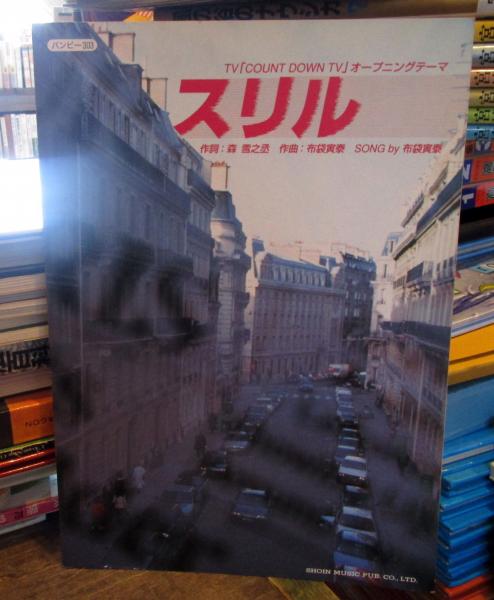 バンビー303
TV「COUNT DOWN TV」オープニングテーマ
スリル
作詞：森 雪之丞 作曲：布袋寅泰 SONG by 布袋寅泰
SHOIN MUSIC PUB. CO., LTD.